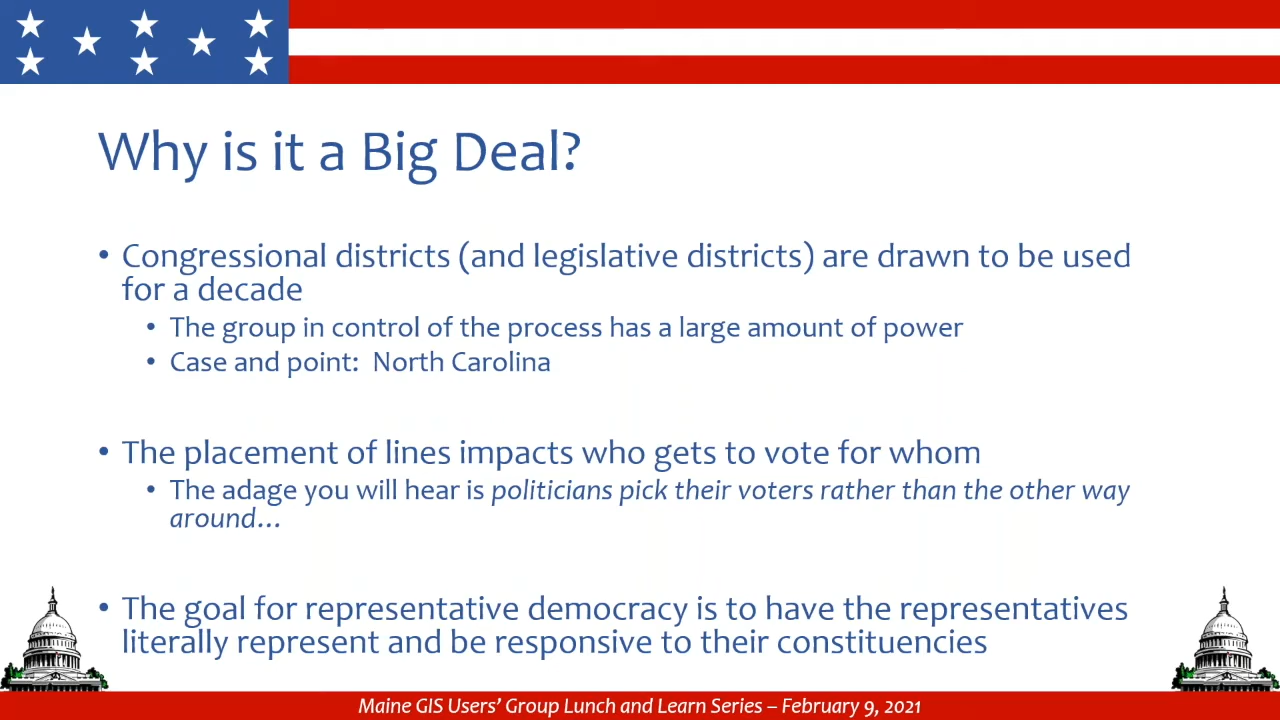 Why is it a Big Deal?
• Congressional districts (and legislative districts) are drawn to be used
for a decade
• The group in control of the process has a large amount of power
• Case and point:  North Carolina
• The placement of lines impacts who gets to vote for whom
• The adage you will hear is politicians pick their voters rather than the other way
around…
• The goal for representative democracy is to have the representatives
literally represent and be responsive to their constituencies
Maine GIS Users’ Group Lunch and Learn Series – February 9, 2021